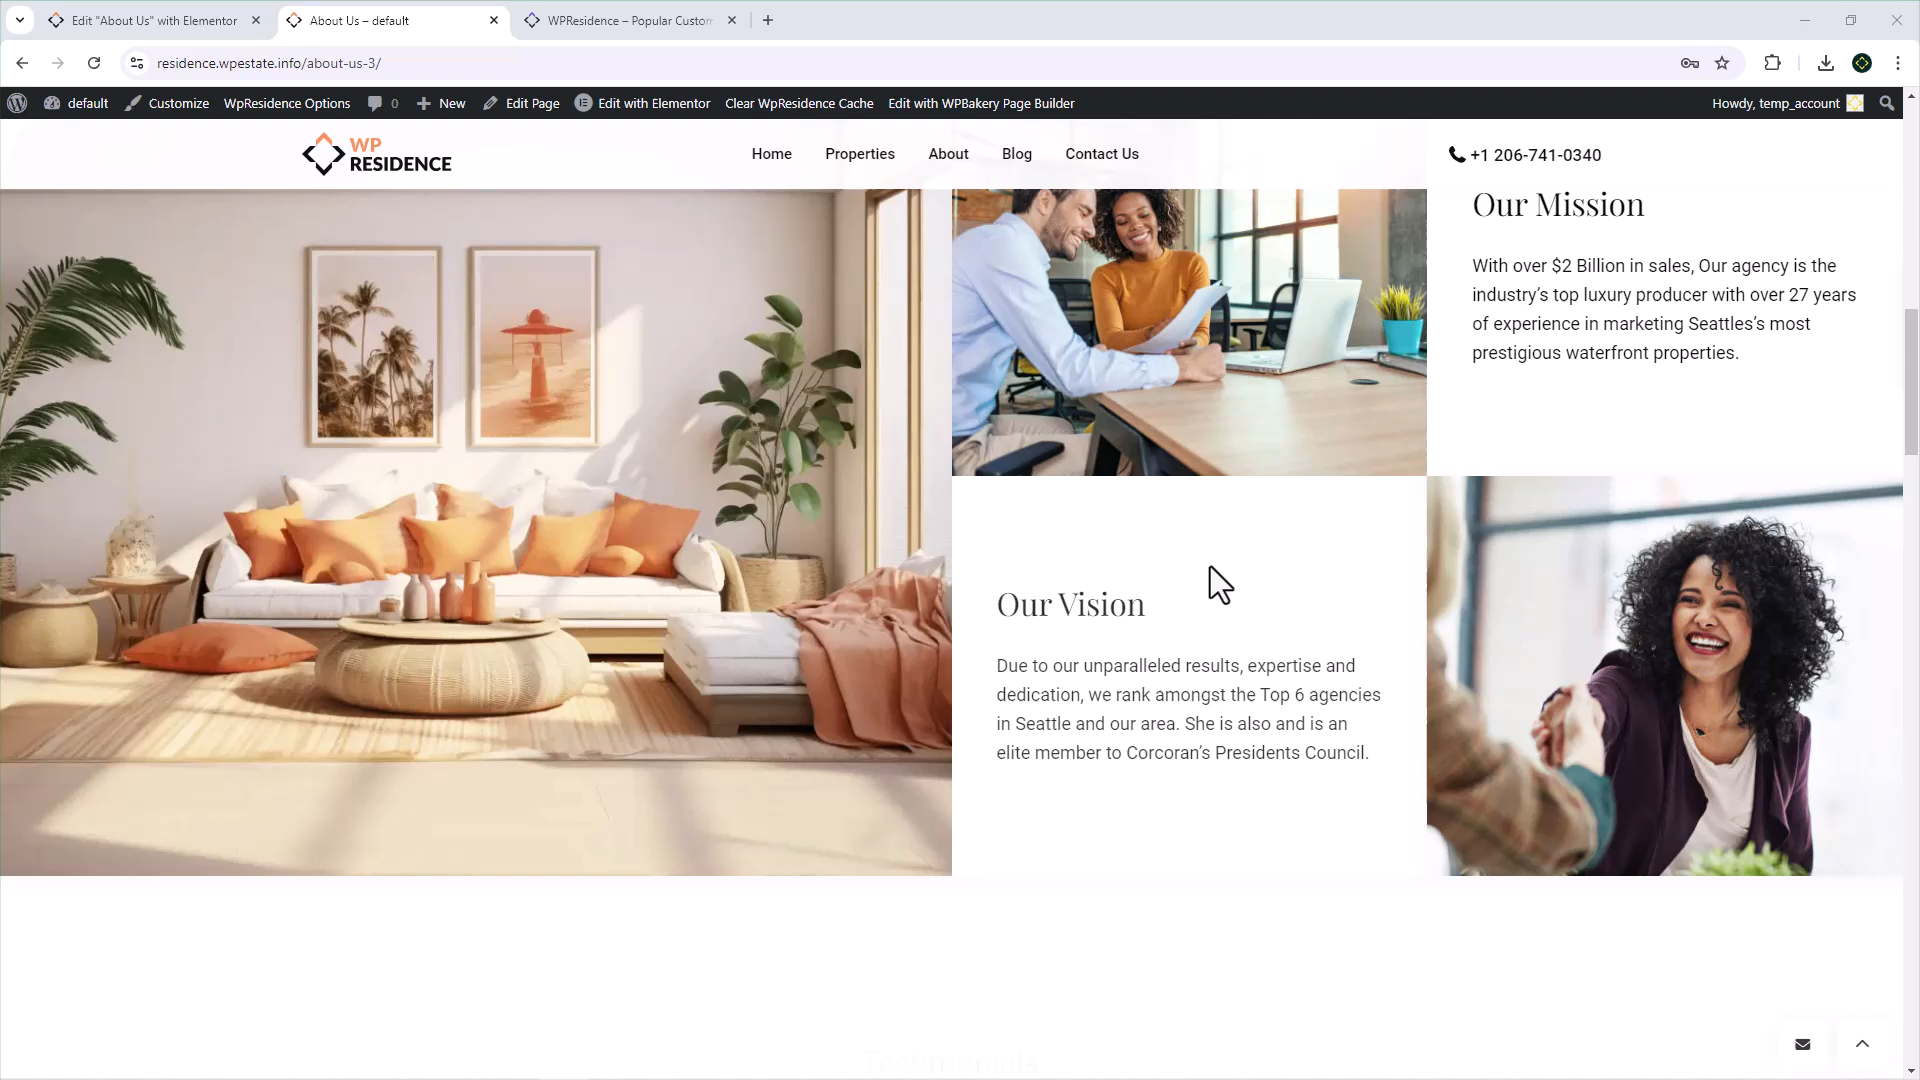 Edit "About Us" with Elementor
About Us – default
WPResidence – Popular Custom
residence.wpestate.info/about-us-3/
default
Customize
WpResidence Options
0
New
Edit Page
Edit with Elementor
Clear WpResidence Cache
Edit with WPBakery Page Builder
Howdy, temp_account
WP
RESIDENCE
Home
Properties
About
Blog
Contact Us
+1 206-741-0340
Our Mission
With over $2 Billion in sales, Our agency is the
industry’s top luxury producer with over 27 years
of experience in marketing Seattles’s most
prestigious waterfront properties.
Our Vision
Due to our unparalleled results, expertise and
dedication, we rank amongst the Top 6 agencies
in Seattle and our area. She is also and is an
elite member to Corcoran’s Presidents Council.
Testimonials